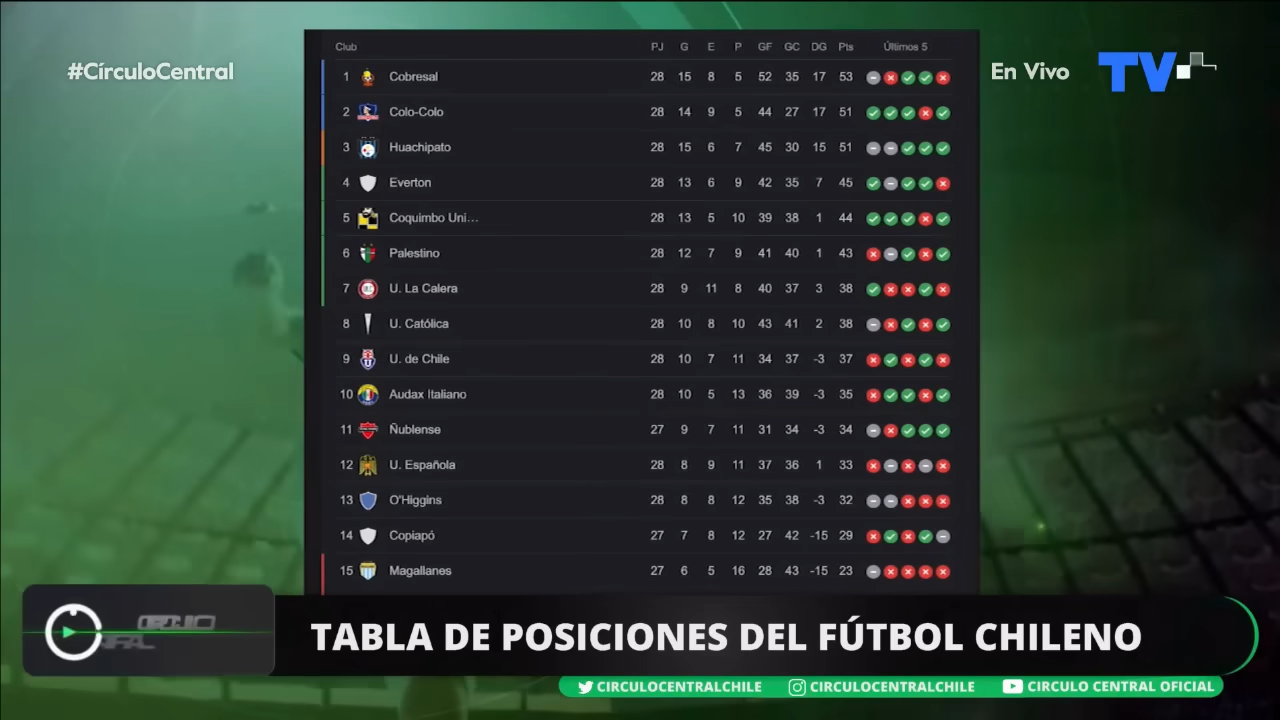 #CírculoCentral
En Vivo
TV
Club PJ G E P GF GC DG Pts Últimos 5
1 Cobresal 28 15 8 5 52 35 17 53
2 Colo-Colo 28 14 9 5 44 27 17 51
3 Huachipato 28 15 6 7 45 30 15 51
4 Everton 28 13 6 9 42 35 7 45
5 Coquimbo Uni... 28 13 5 10 39 38 1 44
6 Palestino 28 12 7 9 41 40 1 43
7 U. La Calera 28 9 11 8 40 37 3 38
8 U. Católica 28 10 8 10 43 41 2 38
9 U. de Chile 28 10 7 11 34 37 -3 37
10 Audax Italiano 28 10 5 13 36 39 -3 35
11 Ñublense 27 9 7 11 31 34 -3 34
12 U. Española 28 8 9 11 37 36 1 33
13 O'Higgins 28 8 8 12 35 38 -3 32
14 Copiapó 27 7 8 12 27 42 -15 29
15 Magallanes 27 6 5 16 28 43 -15 23
TABLA DE POSICIONES DEL FÚTBOL CHILENO
CIRCULOCENTRALCHILE CIRCULOCENTRALCHILE CIRCULO CENTRAL OFICIAL